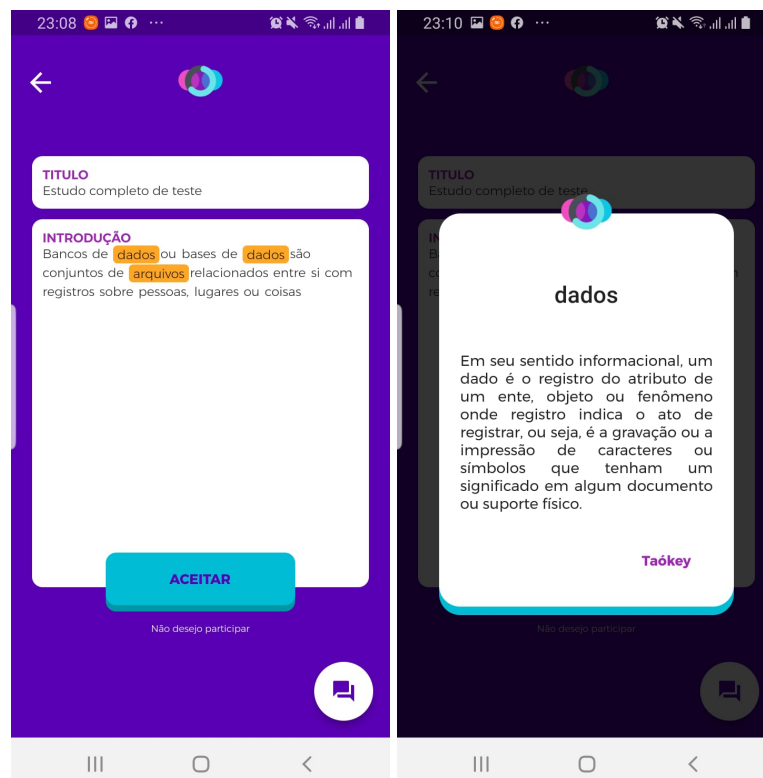 23:08
TITULO
Estudo completo de teste
INTRODUÇÃO
Bancos de dados ou bases de dados são
conjuntos de arquivos relacionados entre si com
registros sobre pessoas, lugares ou coisas
ACEITAR
Não desejo participar
23:10
TITULO
Estudo completo de teste
dados
Em seu sentido informacional, um
dado é o registro do atributo de
um ente, objeto ou fenômeno
onde registro indica o ato de
registrar, ou seja, é a gravação ou a
impressão de caracteres ou
símbolos que tenham um
significado em algum documento
ou suporte físico.
Taókey
Não desejo participar